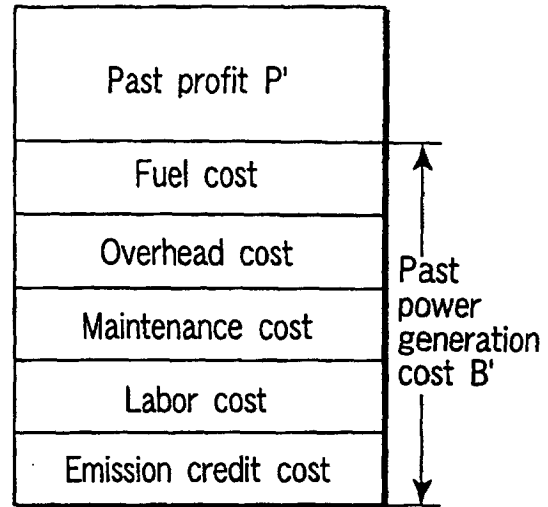 Past profit P'
Fuel cost
Overhead cost
Maintenance cost
Labor cost
Emission credit cost
Past
power
generation
cost B'